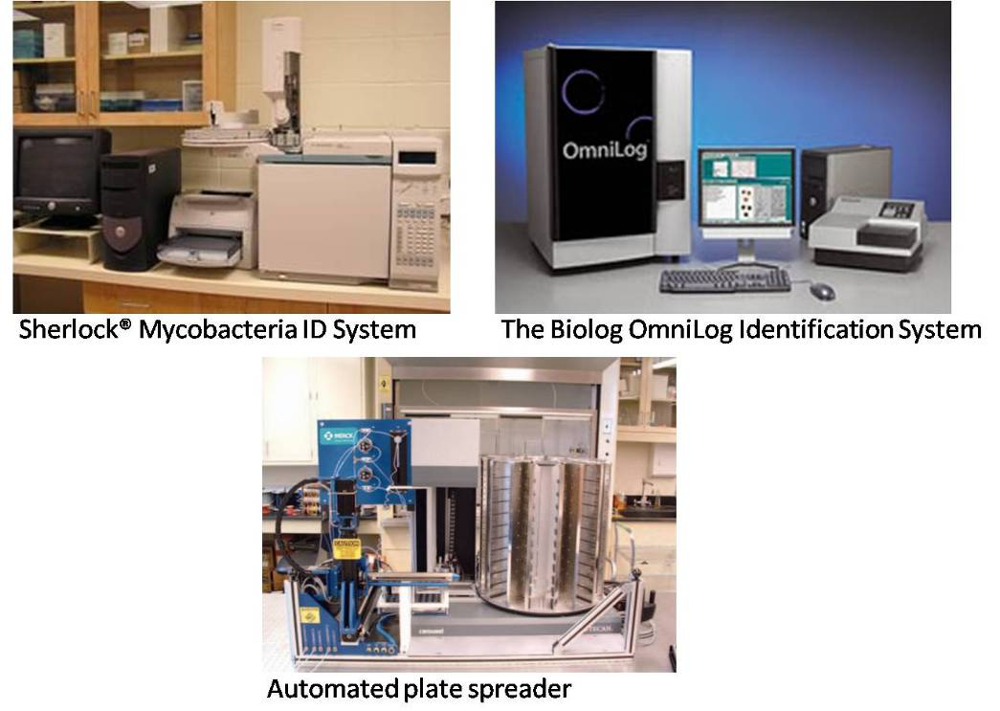 OmniLog
Sherlock® Mycobacteria ID System
The Biolog OmniLog Identification System
MERCK
CAUTION
TECAN.
Automated plate spreader